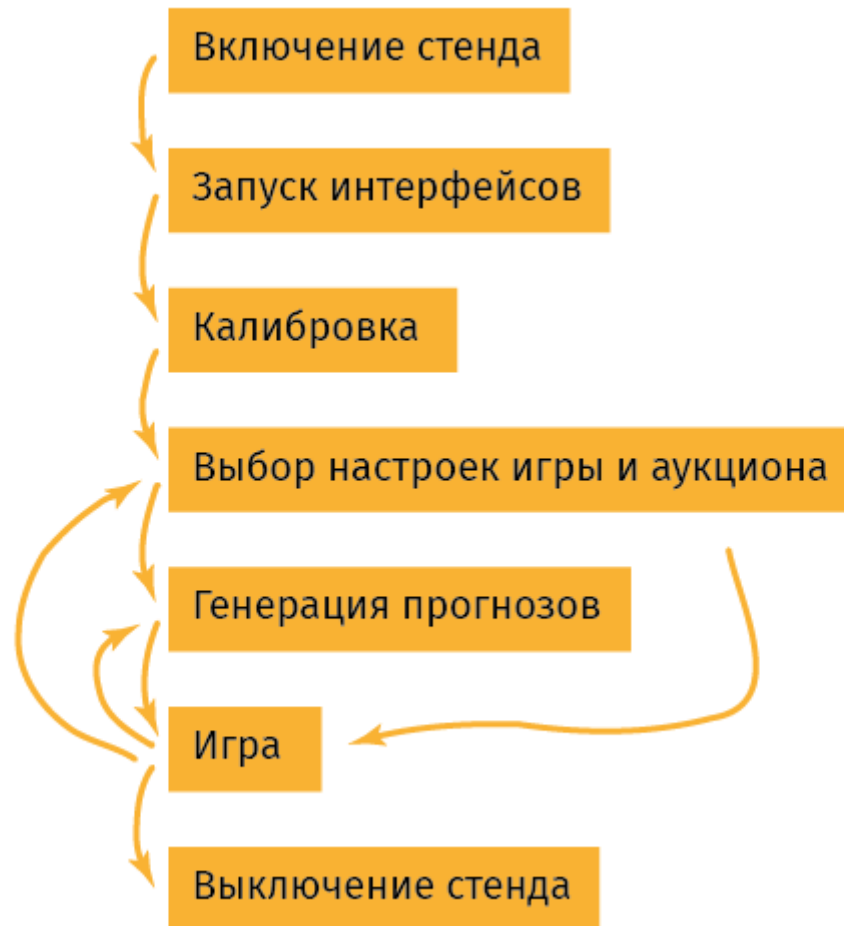 Включение стенда
Запуск интерфейсов
Калибровка
Выбор настроек игры и аукциона
Генерация прогнозов
Игра
Выключение стенда